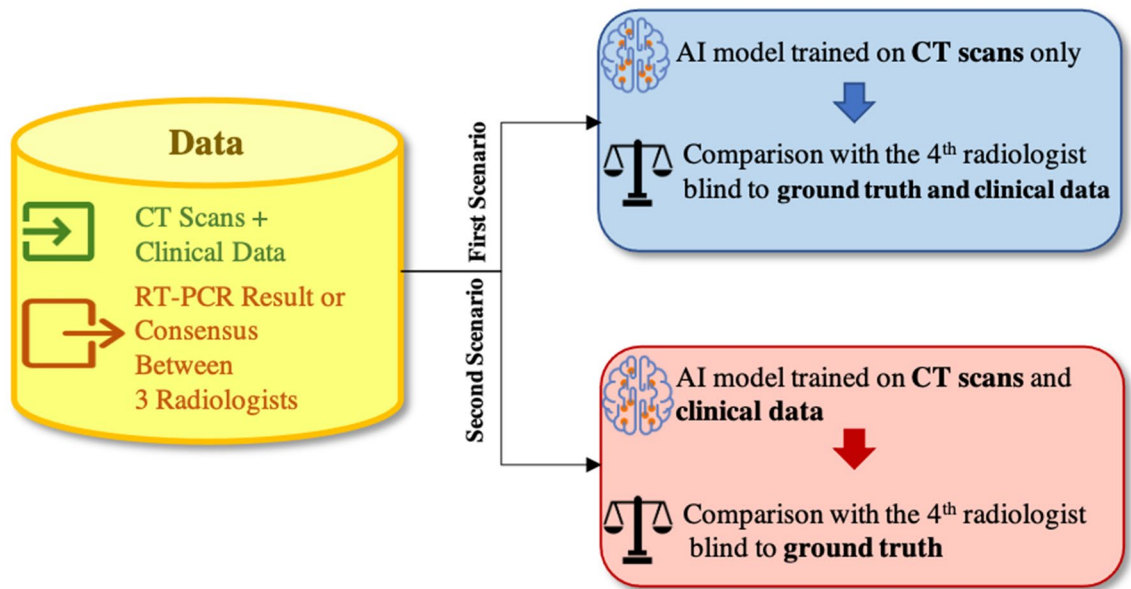 Data
CT Scans +
Clinical Data
RT-PCR Result or
Consensus
Between
3 Radiologists
First Scenario
Second Scenario
AI model trained on CT scans only
Comparison with the 4th radiologist
blind to ground truth and clinical data
AI model trained on CT scans and
clinical data
Comparison with the 4th radiologist
blind to ground truth